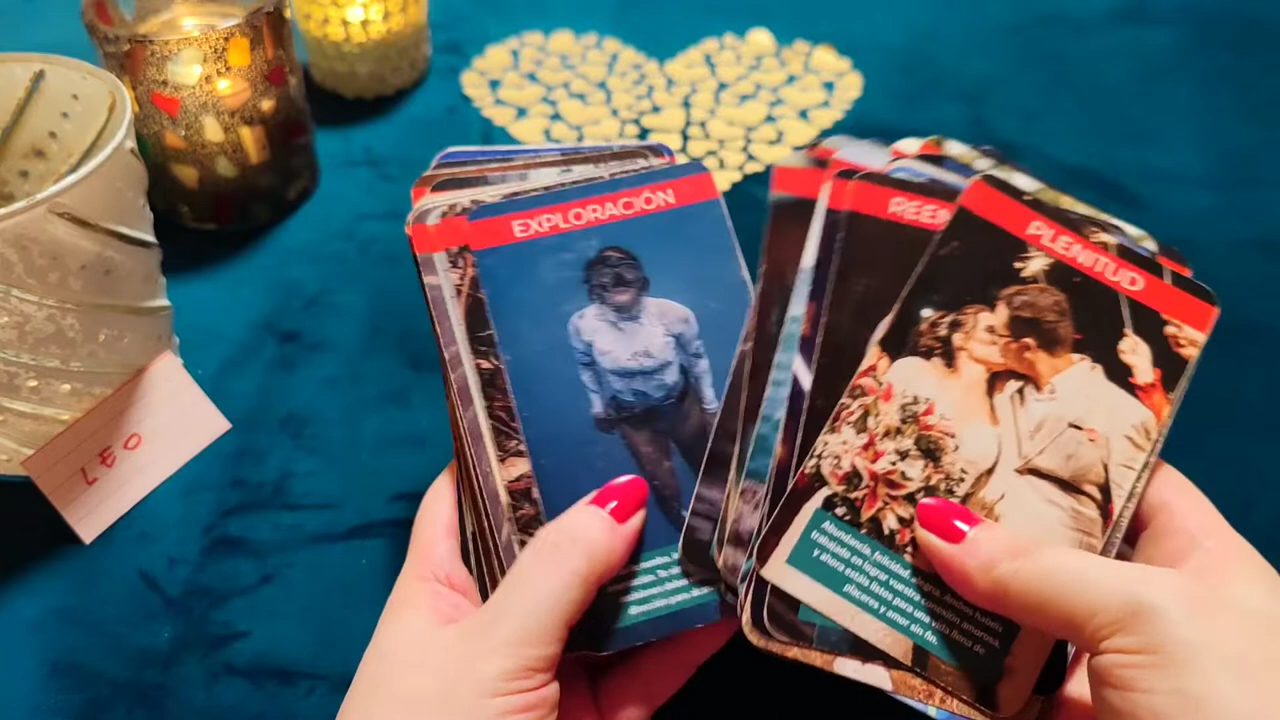 EXPLORACIÓN
PLENITUD
LEO
Abundancia, felicidad, alegría. Ambos habéis
trabajado en lograr vuestra conexión amorosa,
y ahora estáis listos para una vida llena de
placeres y amor sin fin.